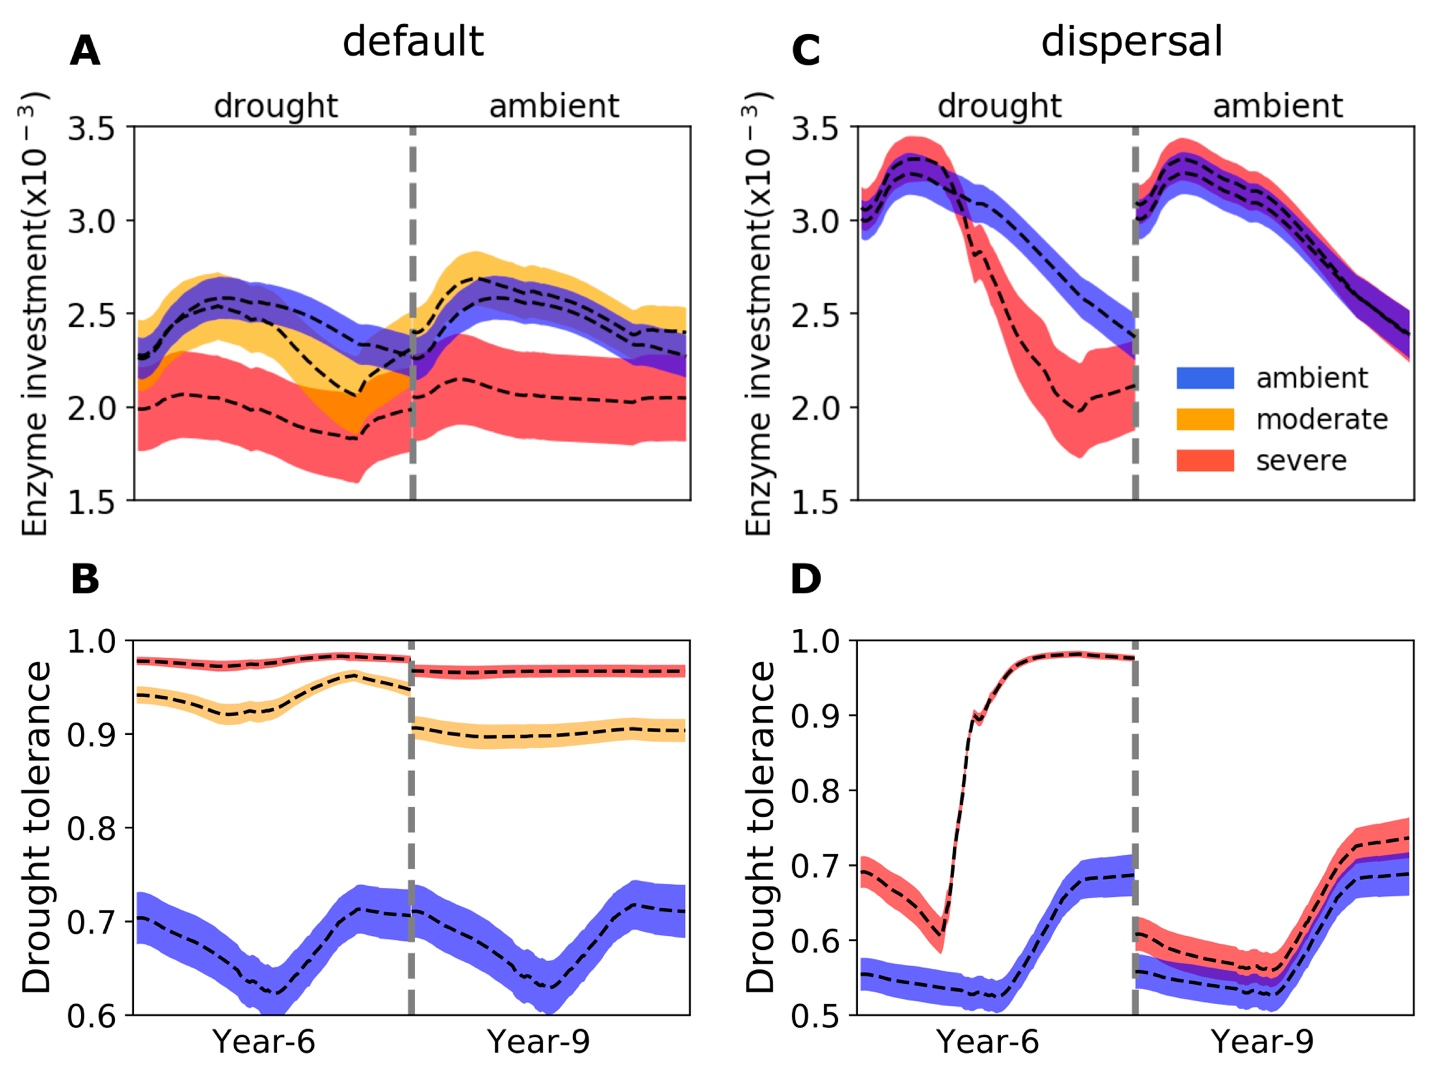 A
default
drought
ambient
Enzyme investment(x10⁻³)
3.5
3.0
2.5
2.0
1.5
C
dispersal
drought
ambient
Enzyme investment(x10⁻³)
3.5
3.0
2.5
2.0
1.5
ambient
moderate
severe
B
Drought tolerance
1.0
0.9
0.8
0.7
0.6
Year-6
Year-9
D
Drought tolerance
1.0
0.9
0.8
0.7
0.6
0.5
Year-6
Year-9